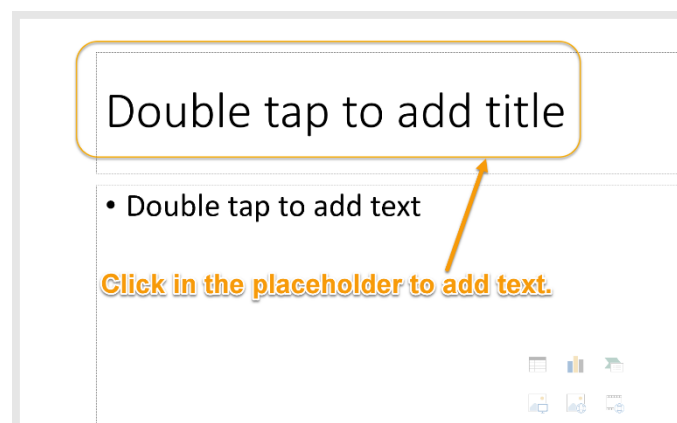 Double tap to add title
• Double tap to add text
Click in the placeholder to add text.